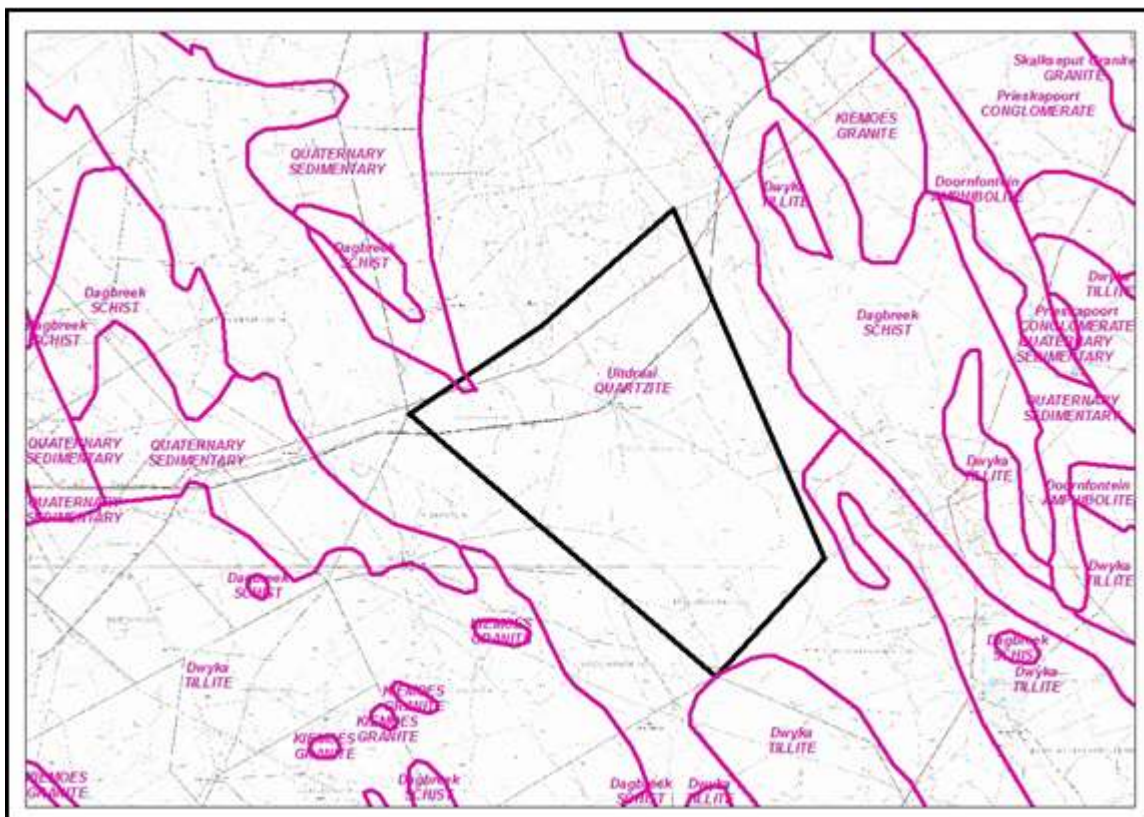 Skalkseput Granite
GRANITE
Prieskapoort
CONGLOMERATE
KIEMOES
GRANITE
QUATERNARY
SEDIMENTARY
Dwyka
TILLITE
Doornfontein
AMPHIBOLITE
Dagbreek
SCHIST
Dwyka
TILLITE
Dagbreek
SCHIST
Dagbreek
SCHIST
Dagbreek
SCHIST
Prieskapoort
CONGLOMERATE
QUATERNARY
SEDIMENTARY
Uitdraai
QUARTZITE
QUATERNARY
SEDIMENTARY
QUATERNARY
SEDIMENTARY
QUATERNARY
SEDIMENTARY
Dwyka
TILLITE
QUATERNARY
SEDIMENTARY
Doornfontein
AMPHIBOLITE
Dagbreek
SCHIST
Dwyka
TILLITE
KIEMOES
GRANITE
Dagbreek
SCHIST
Dwyka
TILLITE
Dwyka
TILLITE
KIEMOES
GRANITE
KIEMOES
GRANITE
KIEMOES
GRANITE
Dwyka
TILLITE
KIEMOES
GRANITE
Dagbreek
SCHIST
Dagbreek
SCHIST
Dwyka
TILLITE